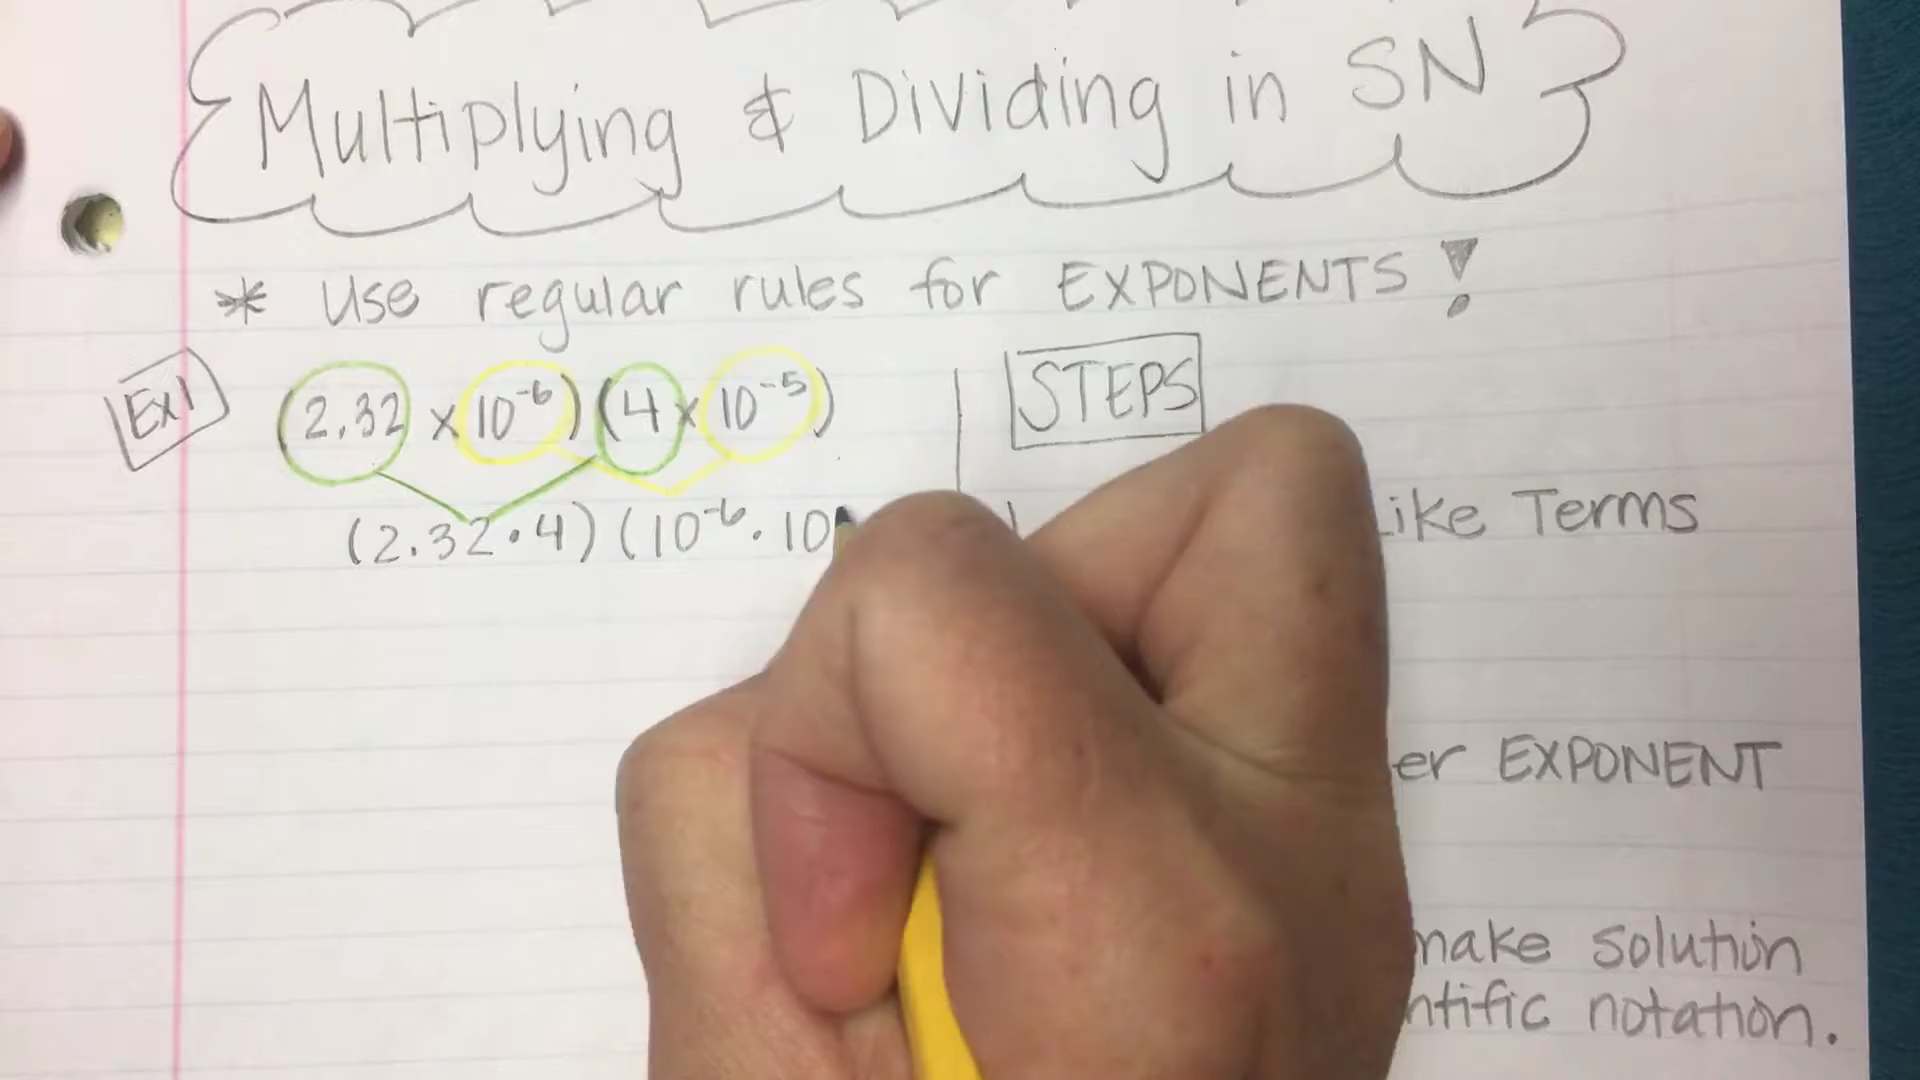 Multiplying & Dividing in SN
* Use regular rules for EXPONENTS!
Ex1
(2.32 x 10⁻⁶)(4 x 10⁻⁵)
(2.32 · 4)(10⁻⁶ · 10
STEPS
Like Terms
er EXPONENT
make solution
ntific notation.